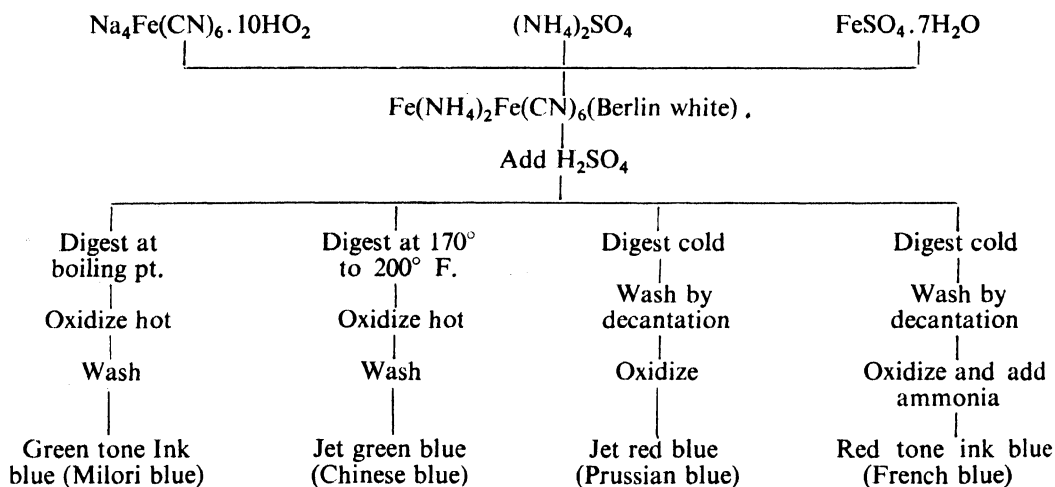 Na₄Fe(CN)₆.10HO₂ (NH₄)₂SO₄ FeSO₄.7H₂O
Fe(NH₄)₂Fe(CN)₆(Berlin white) .
Add H₂SO₄
Digest at Digest at 170° Digest cold Digest cold
boiling pt. to 200° F.
Wash by Wash by
decantation decantation
Oxidize hot Oxidize hot
Wash Wash Oxidize Oxidize and add
ammonia
Green tone Ink Jet green blue Jet red blue Red tone ink blue
blue (Milori blue) (Chinese blue) (Prussian blue) (French blue)